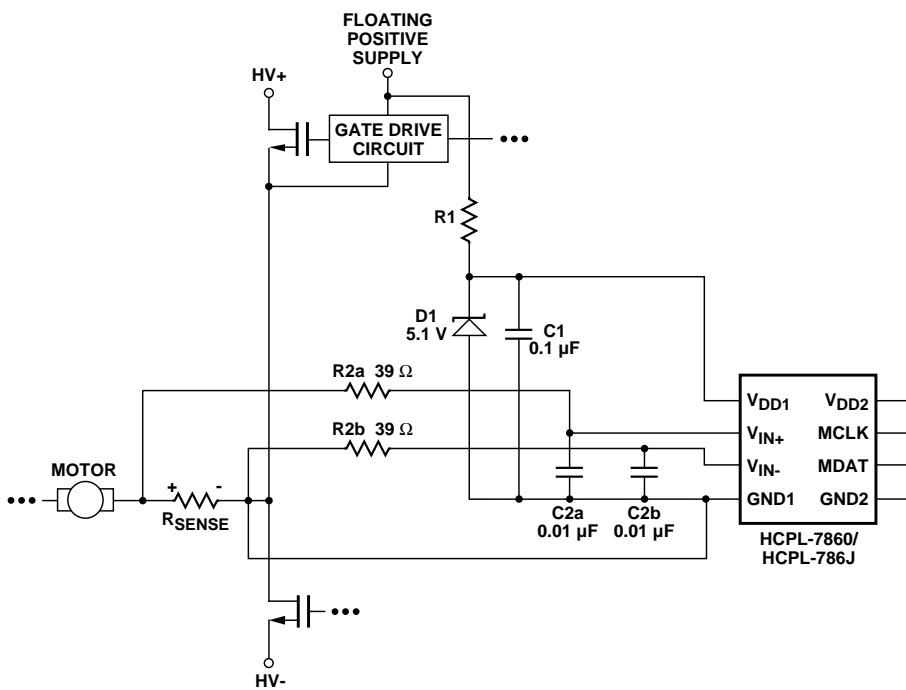 FLOATING
POSITIVE
SUPPLY
HV+
GATE DRIVE
CIRCUIT
•••
R1
D1
5.1 V
C1
0.1 µF
R2a 39 Ω
R2b 39 Ω
VDD1
VDD2
VIN+
MCLK
VIN-
MDAT
GND1
GND2
MOTOR
•••
+ -
RSENSE
C2a
0.01 µF
C2b
0.01 µF
HCPL-7860/
HCPL-786J
•••
HV-